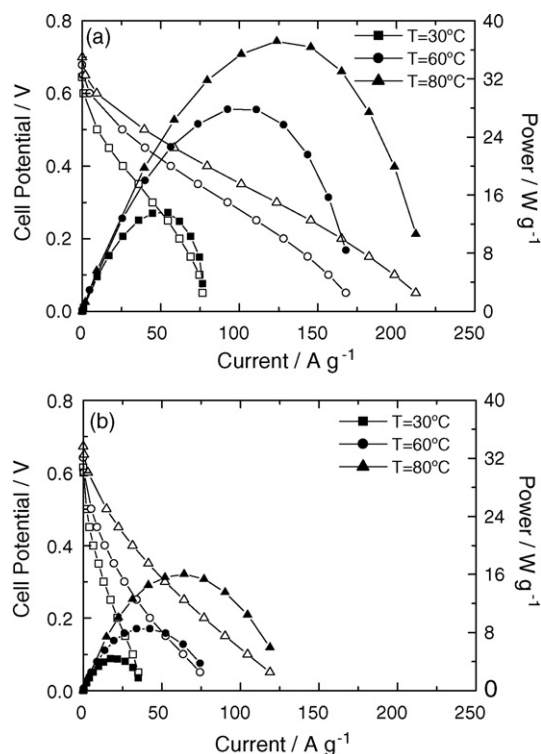 (a)
T=30ºC
T=60ºC
T=80ºC
0.8
0.6
0.4
0.2
0.0
Cell Potential / V
40
32
24
16
8
0
Power / W g-1
0 50 100 150 200 250
Current / A g-1
(b)
T=30ºC
T=60ºC
T=80ºC
0.8
0.6
0.4
0.2
0.0
Cell Potential / V
40
32
24
16
8
0
Power / W g-1
0 50 100 150 200 250
Current / A g-1